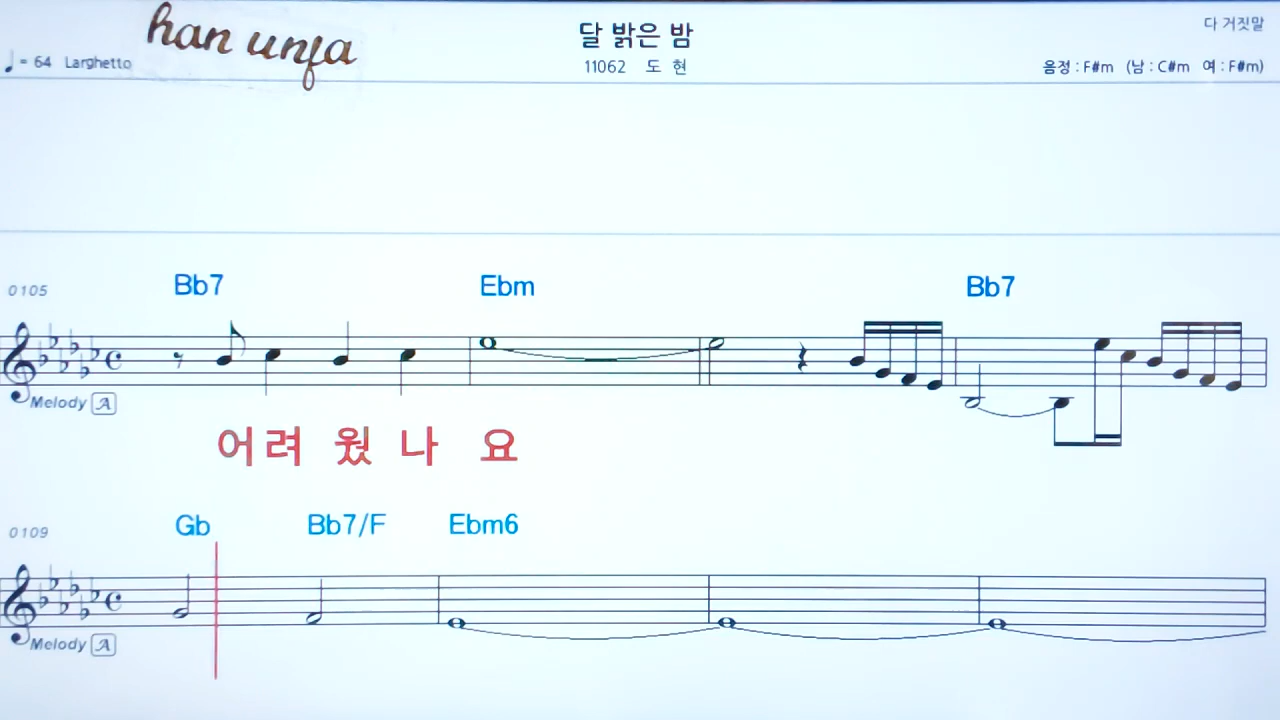 han unfa
달 밝은 밤
다 거짓말
♩ = 64 Larghetto
11062 도 현
음정 : F#m (남 : C#m 여 : F#m)
0105 Bb7 Ebm Bb7
Melody A
어 려 웠 나 요
0109 Gb Bb7/F Ebm6
Melody A